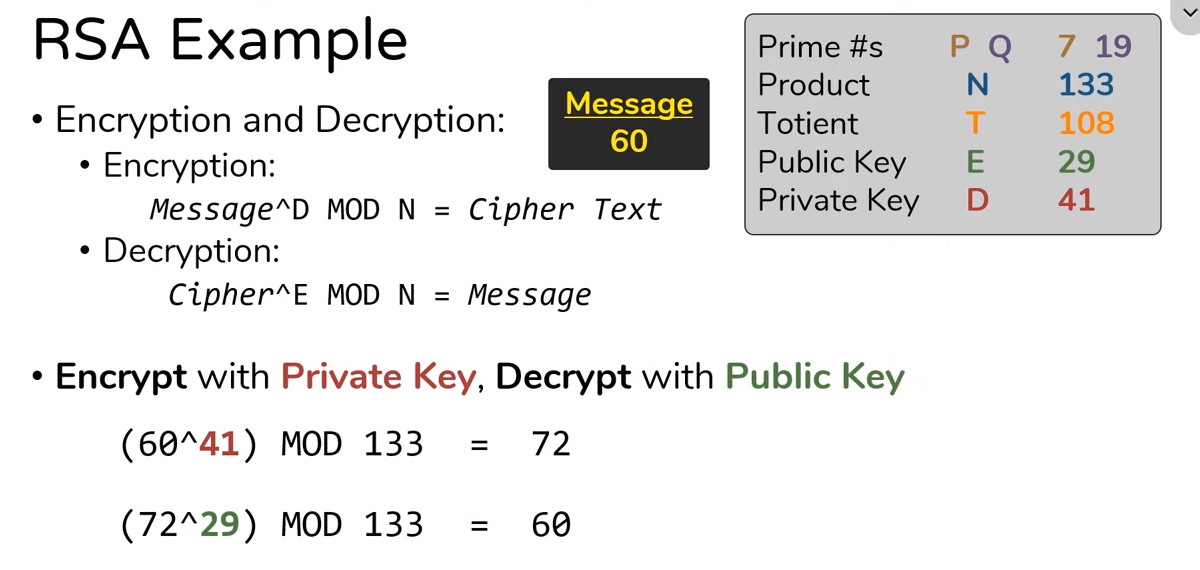 RSA Example
• Encryption and Decryption:
• Encryption:
Message^D MOD N = Cipher Text
• Decryption:
Cipher^E MOD N = Message
Message
60
Prime #s P Q 7 19
Product N 133
Totient T 108
Public Key E 29
Private Key D 41
• Encrypt with Private Key, Decrypt with Public Key
(60^41) MOD 133 = 72
(72^29) MOD 133 = 60